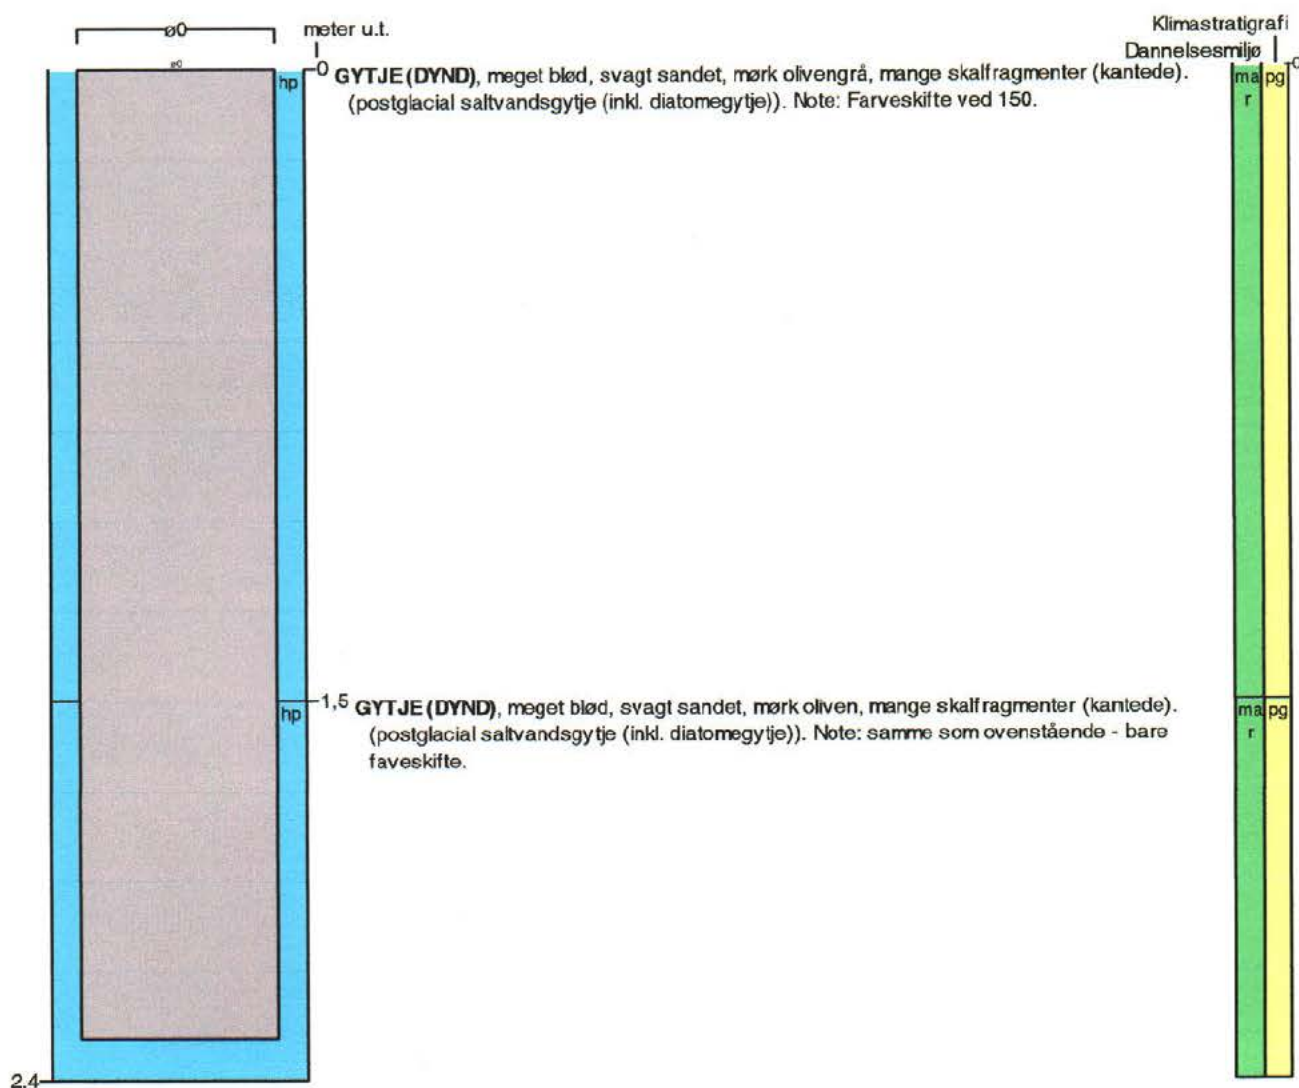 ø0
meter u.t.
Klimastratigrafi
Dannelsesmiljø
ø0
hp
0 GYTJE (DYND), meget blød, svagt sandet, mørk olivengrå, mange skalfragmenter (kantede).
(postglacial saltvandsgytje (inkl. diatomegytje)). Note: Farveskifte ved 150.
ma pg 0
r
1,5 GYTJE (DYND), meget blød, svagt sandet, mørk oliven, mange skalfragmenter (kantede).
hp
(postglacial saltvandsgytje (inkl. diatomegytje)). Note: samme som ovenstående - bare
faveskifte.
ma pg
r
2.4